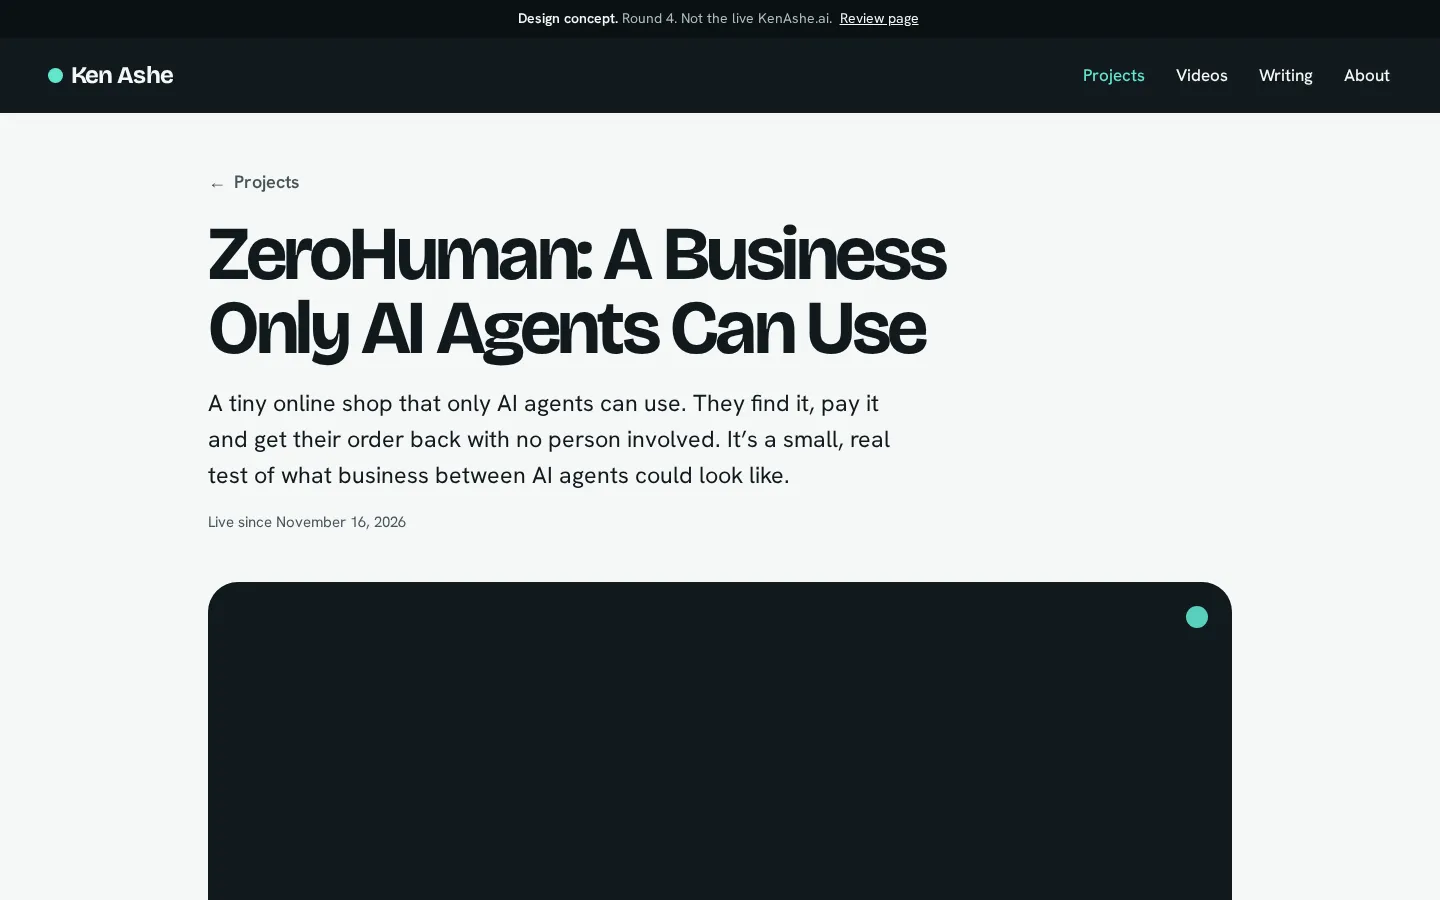 Design concept. Round 4. Not the live KenAshe.ai. Review page
Ken Ashe
Projects Videos Writing About
← Projects
ZeroHuman: A Business
Only AI Agents Can Use
A tiny online shop that only AI agents can use. They find it, pay it
and get their order back with no person involved. It’s a small, real
test of what business between AI agents could look like.
Live since November 16, 2026